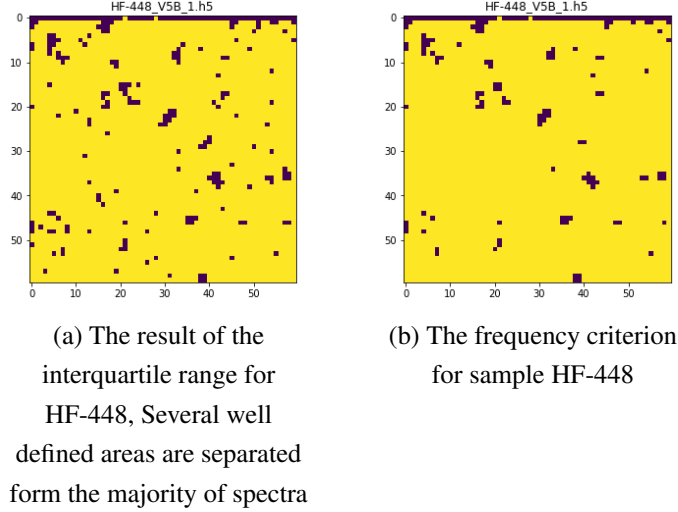 HF-448_V5B_1.h5
0
10
20
30
40
50
0 10 20 30 40 50
HF-448_V5B_1.h5
0
10
20
30
40
50
0 10 20 30 40 50
(a) The result of the
interquartile range for
HF-448, Several well
defined areas are separated
form the majority of spectra
(b) The frequency criterion
for sample HF-448